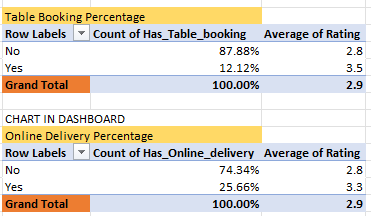 Table Booking Percentage
Row Labels Count of Has_Table_booking Average of Rating
No 87.88% 2.8
Yes 12.12% 3.5
Grand Total 100.00% 2.9
CHART IN DASHBOARD
Online Delivery Percentage
Row Labels Count of Has_Online_delivery Average of Rating
No 74.34% 2.8
Yes 25.66% 3.3
Grand Total 100.00% 2.9